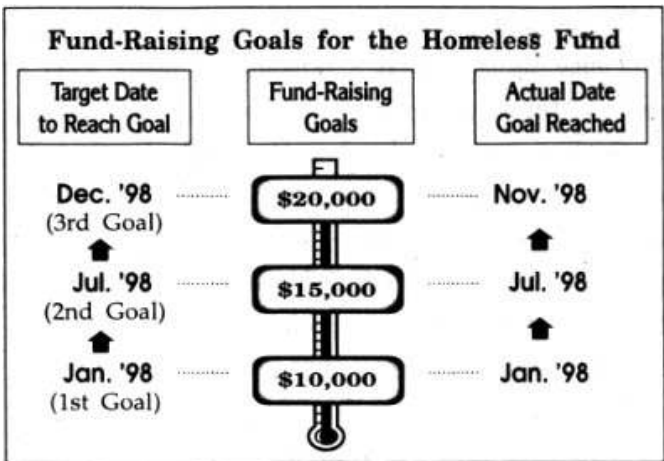 Fund-Raising Goals for the Homeless Fund
Target Date
to Reach Goal
Fund-Raising
Goals
Actual Date
Goal Reached
Dec. '98
(3rd Goal)
$20,000
Nov. '98
Jul. '98
(2nd Goal)
$15,000
Jul. '98
Jan. '98
(1st Goal)
$10,000
Jan. '98